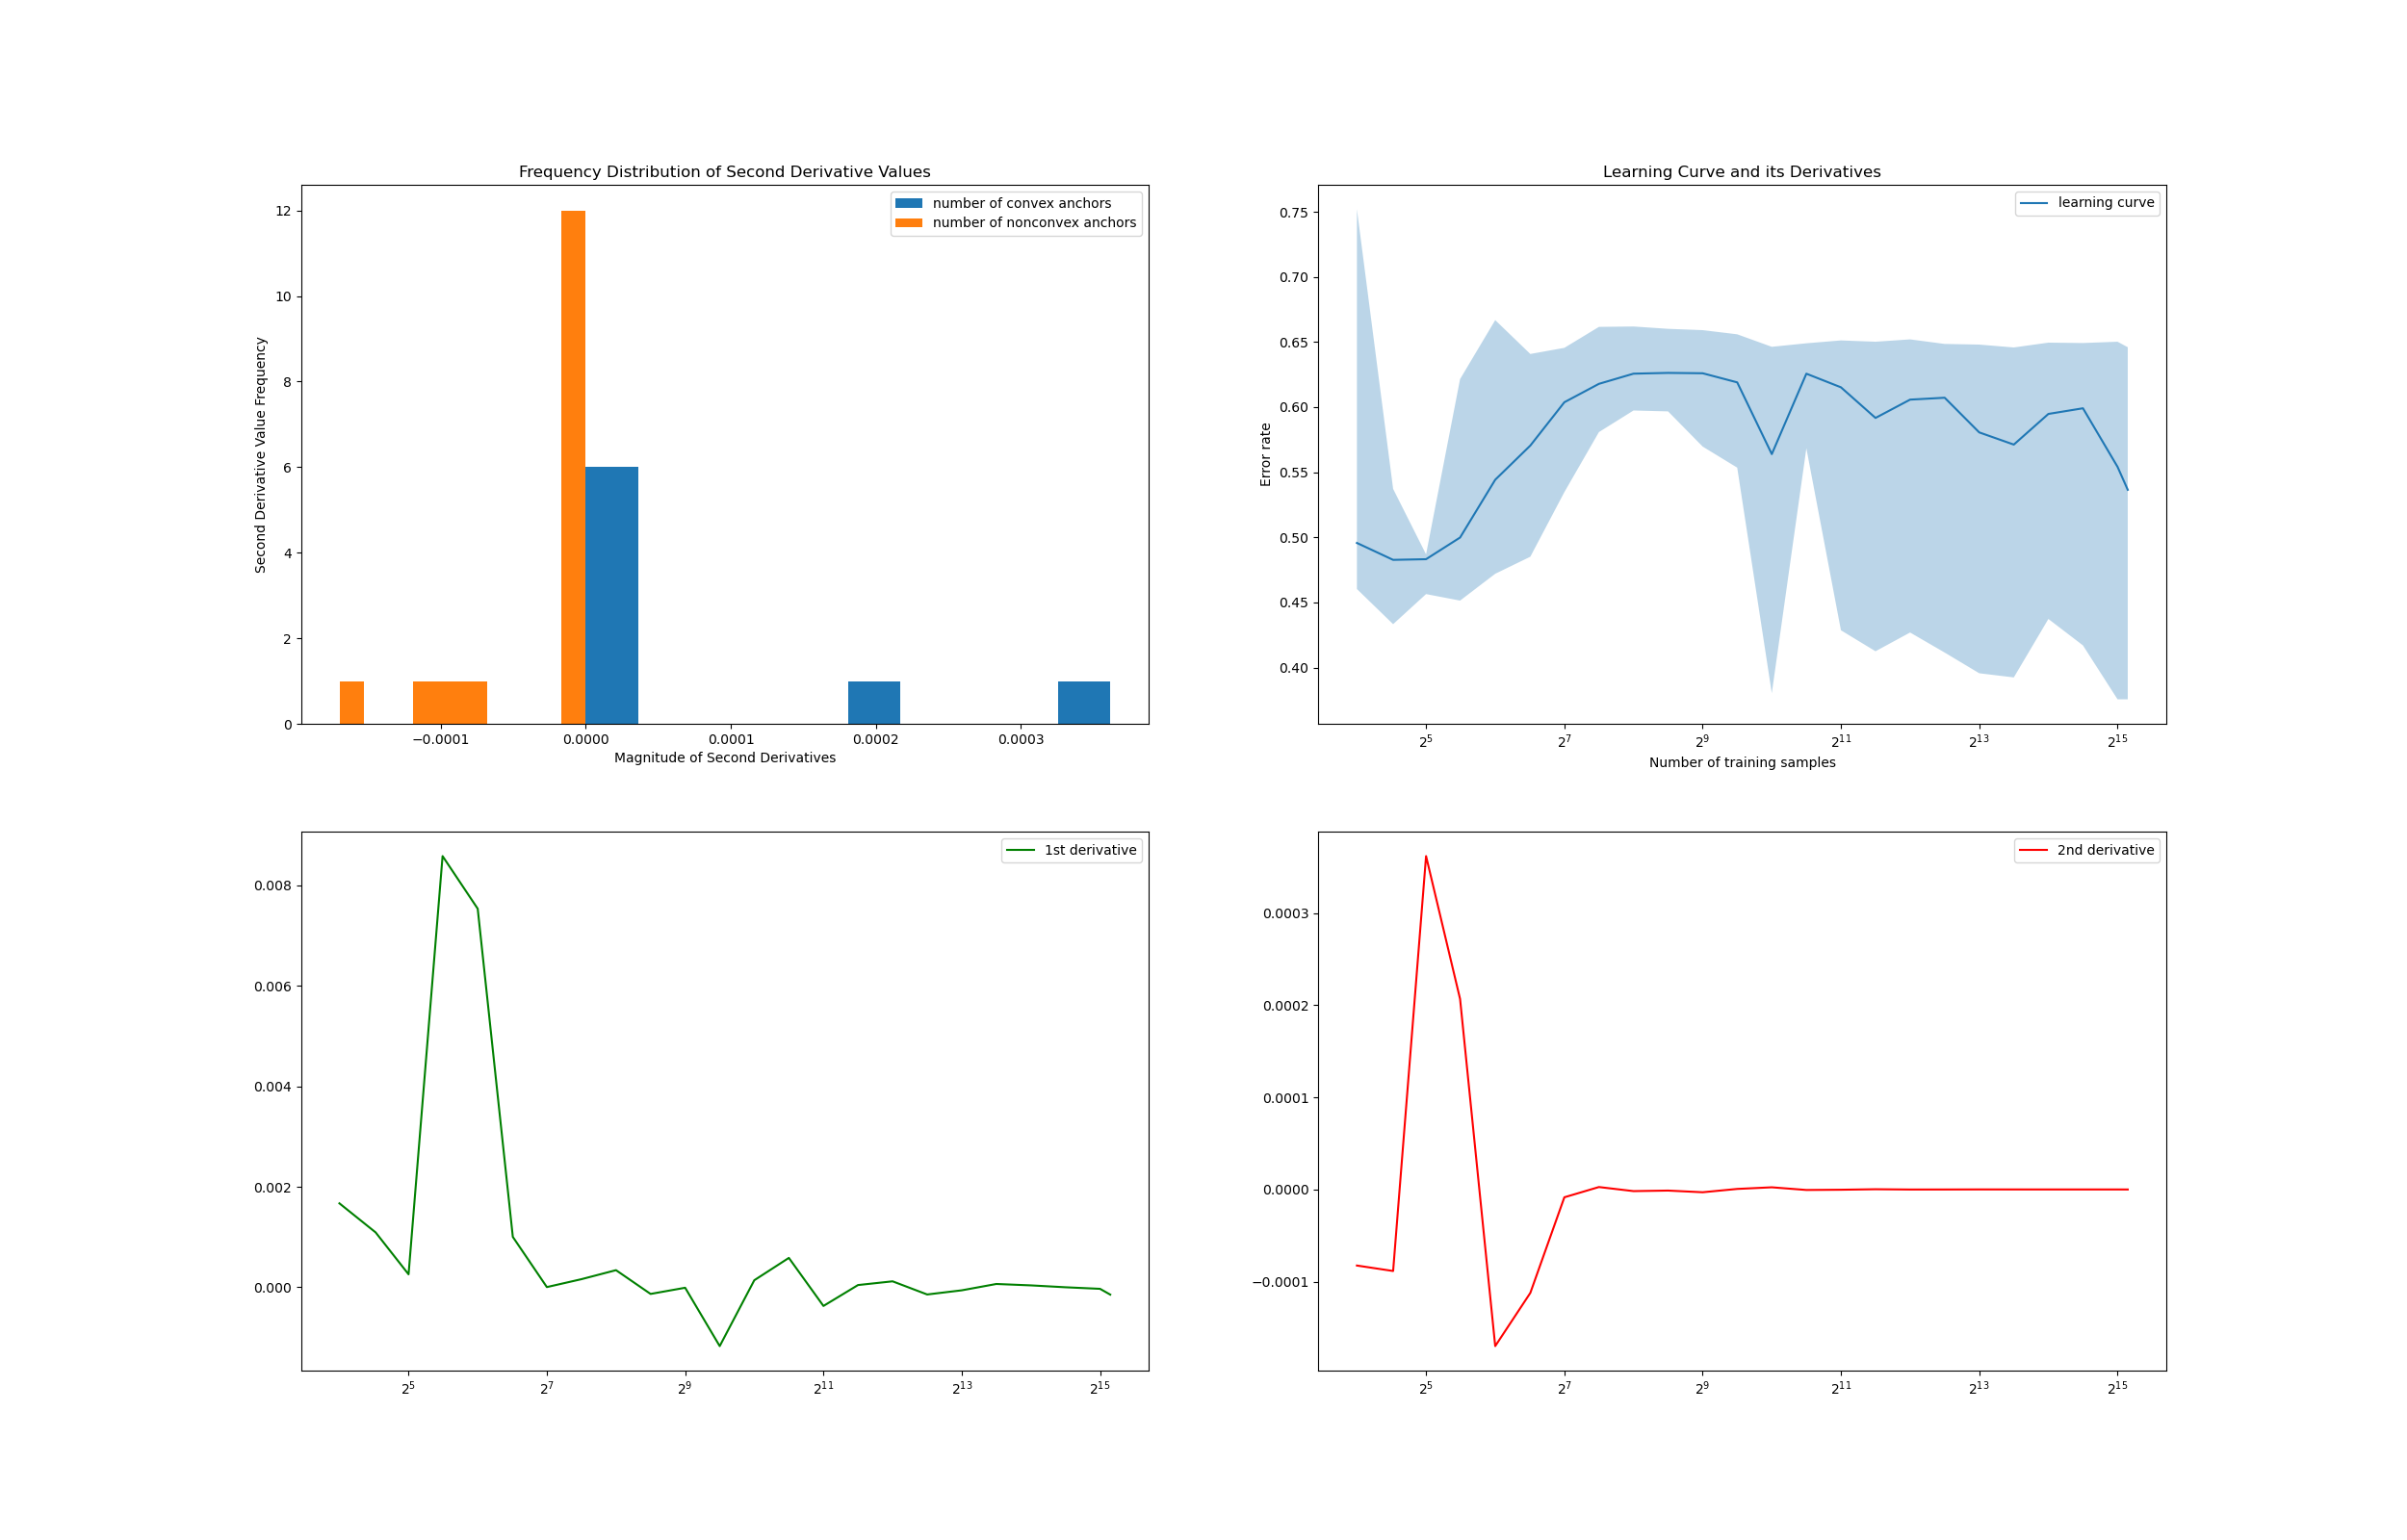 Frequency Distribution of Second Derivative Values
number of convex anchors
number of nonconvex anchors
12
10
8
6
4
2
0
Second Derivative Value Frequency
−0.0001 0.0000 0.0001 0.0002 0.0003
Magnitude of Second Derivatives
Learning Curve and its Derivatives
learning curve
0.75
0.70
0.65
0.60
0.55
0.50
0.45
0.40
Error rate
2^5 2^7 2^9 2^11 2^13 2^15
Number of training samples
1st derivative
0.008
0.006
0.004
0.002
0.000
2^5 2^7 2^9 2^11 2^13 2^15
2nd derivative
0.0003
0.0002
0.0001
0.0000
−0.0001
2^5 2^7 2^9 2^11 2^13 2^15